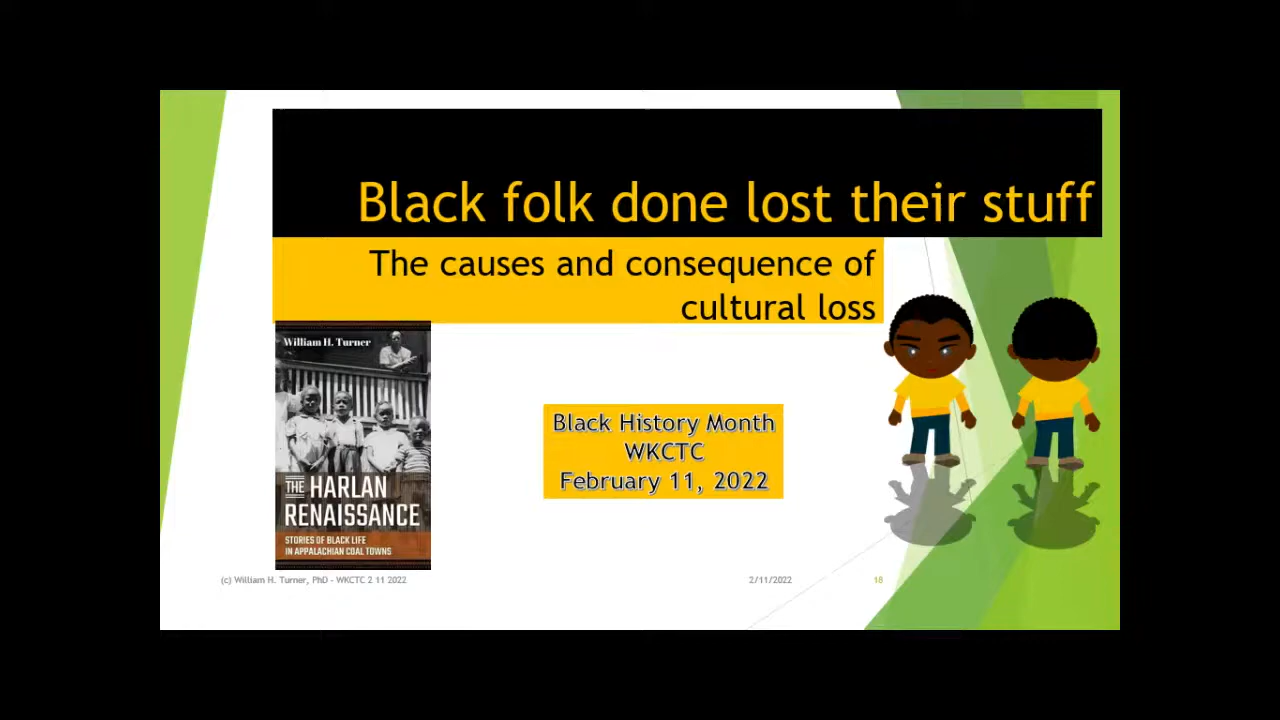 Black folk done lost their stuff
The causes and consequence of
cultural loss
William H. Turner
THE HARLAN
RENAISSANCE
STORIES OF BLACK LIFE
IN APPALACHIAN COAL TOWNS
Black History Month
WKCTC
February 11, 2022
(c) William H. Turner, PhD - WKCTC 2 11 2022
2/11/2022
18